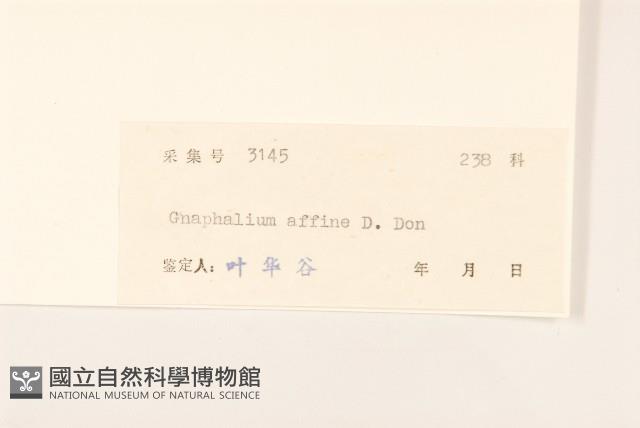 采集号 3145 238 科
Gnaphalium affine D. Don
鉴定人: 叶华谷 年 月 日
國立自然科學博物館
NATIONAL MUSEUM OF NATURAL SCIENCE